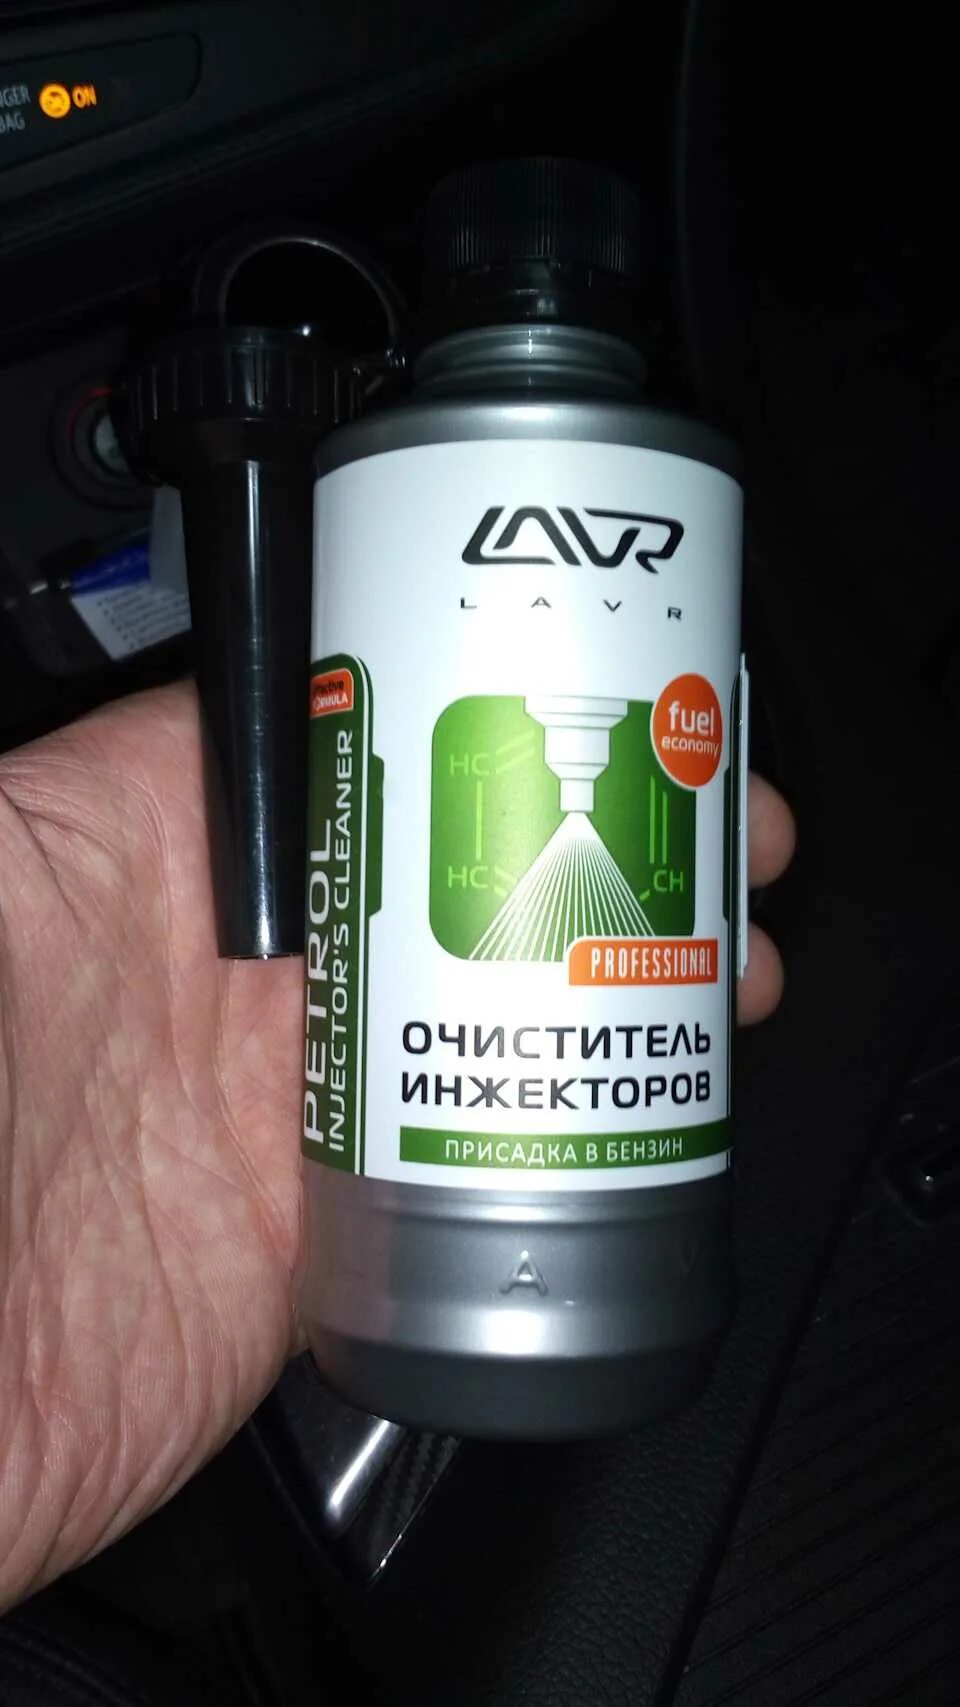 ON
LAVR
L A V R
fuel
economy
HC
HC
CH
PROFESSIONAL
ОЧИСТИТЕЛЬ
ИНЖЕКТОРОВ
ПРИСАДКА В БЕНЗИН
PETROL
INJECTOR'S CLEANER
A